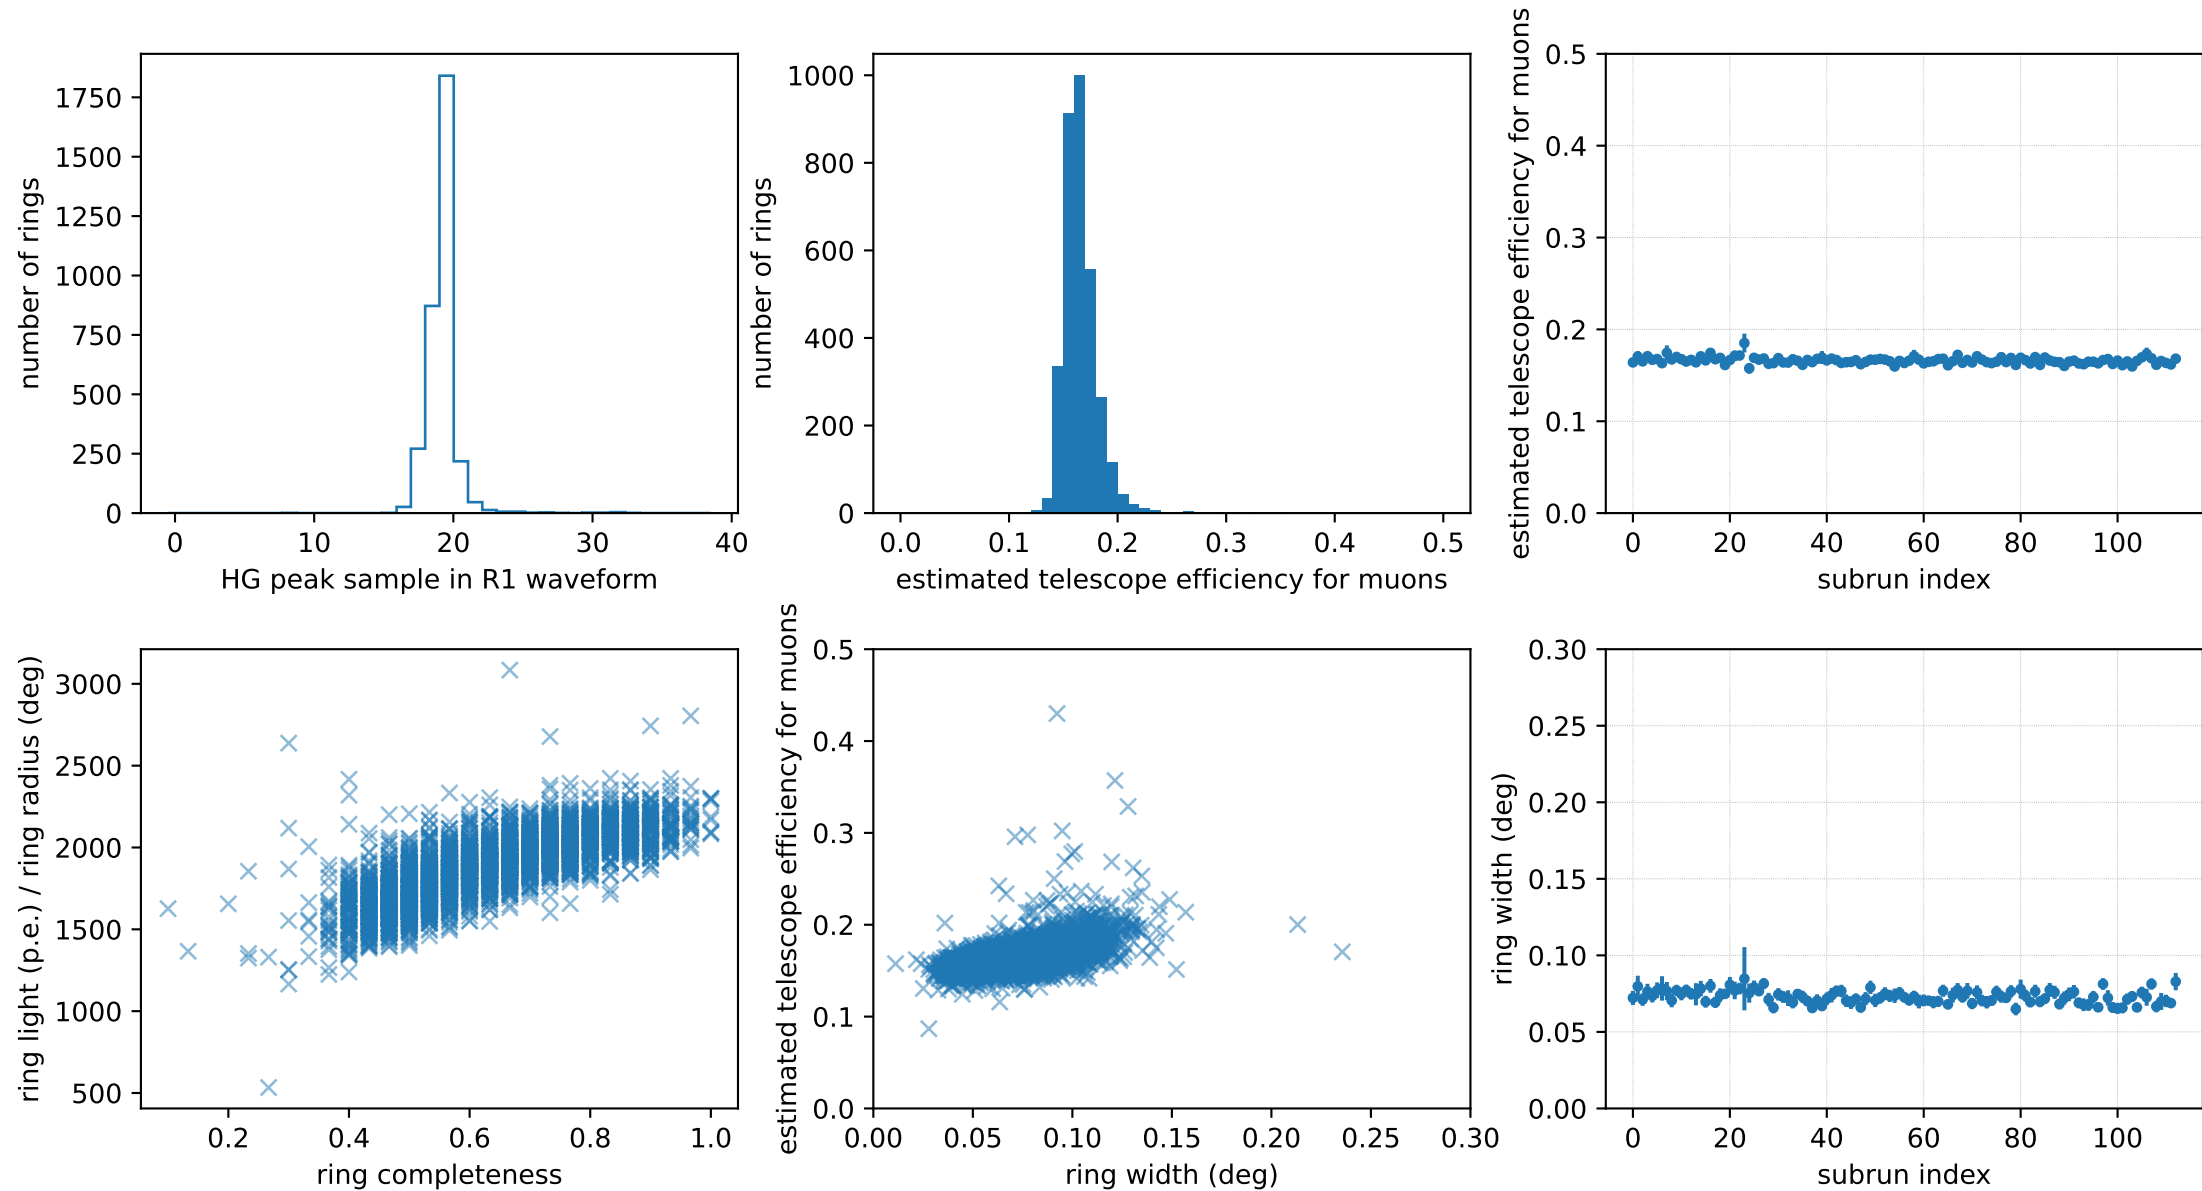 number of rings
1750
1500
1250
1000
750
500
250
0
0 10 20 30 40
HG peak sample in R1 waveform
number of rings
1000
800
600
400
200
0
0.0 0.1 0.2 0.3 0.4 0.5
estimated telescope efficiency for muons
estimated telescope efficiency for muons
0.5
0.4
0.3
0.2
0.1
0.0
0 20 40 60 80 100
subrun index
ring light (p.e.) / ring radius (deg)
3000
2500
2000
1500
1000
500
0.2 0.4 0.6 0.8 1.0
ring completeness
estimated telescope efficiency for muons
0.5
0.4
0.3
0.2
0.1
0.0
0.00 0.05 0.10 0.15 0.20 0.25 0.30
ring width (deg)
ring width (deg)
0.30
0.25
0.20
0.15
0.10
0.05
0.00
0 20 40 60 80 100
subrun index